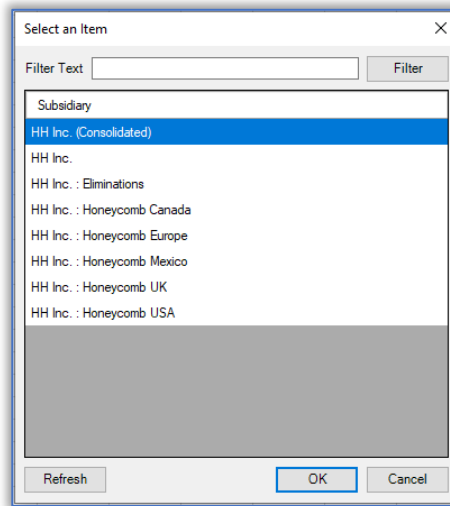 Select an Item
Filter Text Filter
Subsidiary
HH Inc. (Consolidated)
HH Inc.
HH Inc. : Eliminations
HH Inc. : Honeycomb Canada
HH Inc. : Honeycomb Europe
HH Inc. : Honeycomb Mexico
HH Inc. : Honeycomb UK
HH Inc. : Honeycomb USA
Refresh OK Cancel